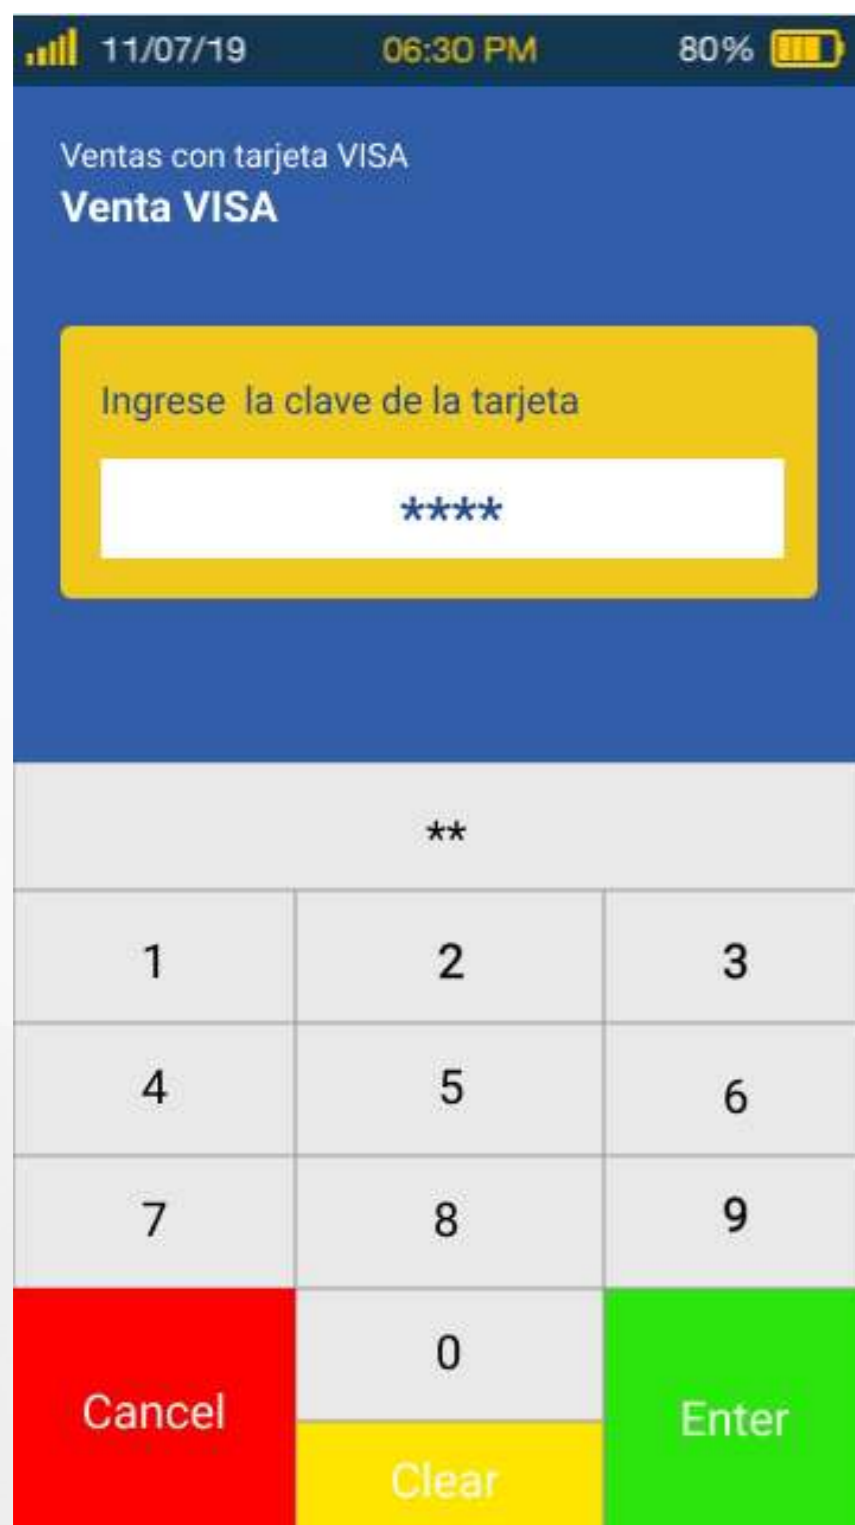 11/07/19 06:30 PM 80%
Ventas con tarjeta VISA
Venta VISA
Ingrese la clave de la tarjeta
****
**
1 2 3
4 5 6
7 8 9
0
Cancel Enter
Clear